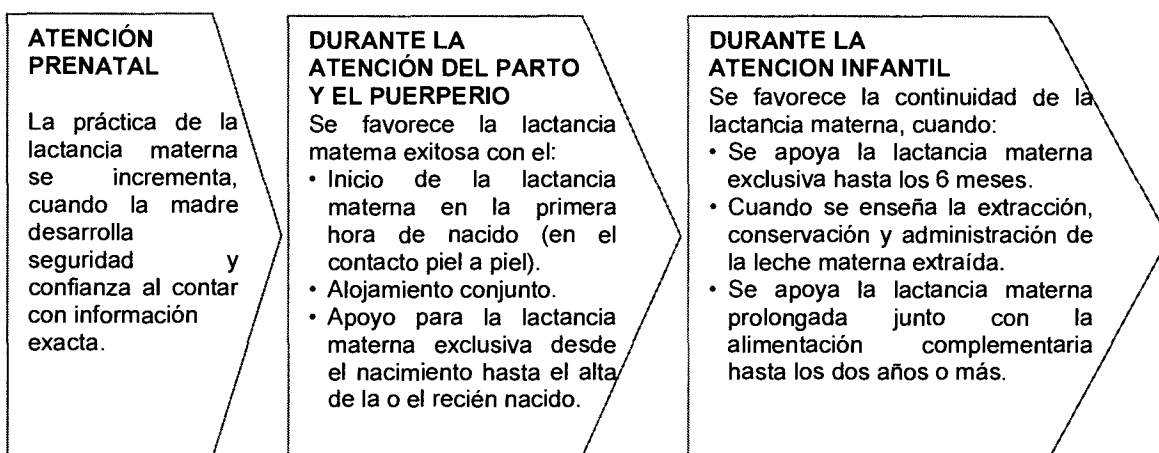 ATENCIÓN
PRENATAL
La práctica de la
lactancia materna
se incrementa,
cuando la madre
desarrolla
seguridad y
confianza al contar
con información
exacta.
DURANTE LA
ATENCIÓN DEL PARTO
Y EL PUERPERIO
Se favorece la lactancia
matema exitosa con el:
• Inicio de la lactancia
materna en la primera
hora de nacido (en el
contacto piel a piel).
• Alojamiento conjunto.
• Apoyo para la lactancia
materna exclusiva desde
el nacimiento hasta el alta
de la o el recién nacido.
DURANTE LA
ATENCION INFANTIL
Se favorece la continuidad de la
lactancia materna, cuando:
• Se apoya la lactancia materna
exclusiva hasta los 6 meses.
• Cuando se enseña la extracción,
conservación y administración de
la leche materna extraída.
• Se apoya la lactancia materna
prolongada junto con la
alimentación complementaria
hasta los dos años o más.